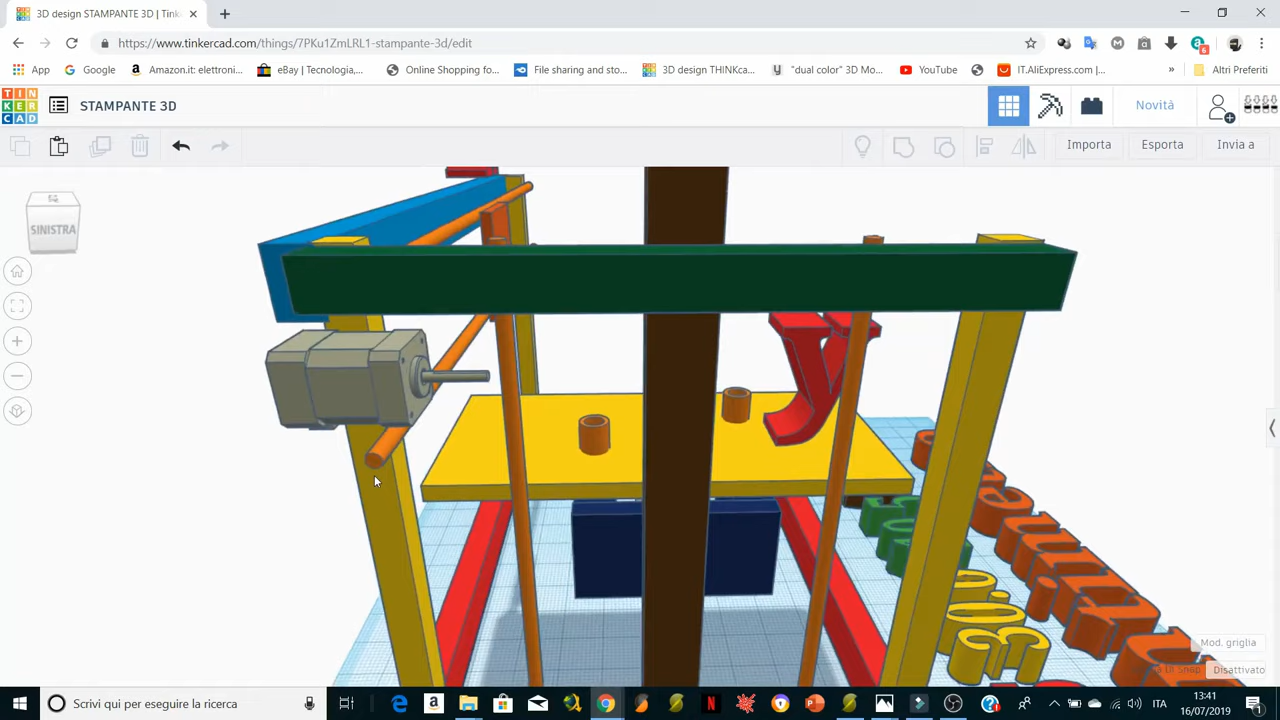 3D design STAMPANTE 3D | Tink
https://www.tinkercad.com/things/7PKu1ZmLRL1-stampante-3d/edit
App Google Amazon.it: elettroni... eBay | Tecnologia,... Online Shopping fo... File sharing and sto... 3D design THINKca... "dual color" 3D Mo... YouTube IT.AliExpress.com |... » Altri Preferiti
TIN
KER
CAD
STAMPANTE 3D
Novità
Importa Esporta Invia a
SINISTRA
y
Mod. griglia
Disattivato
Scrivi qui per eseguire la ricerca
ITA
13:41
16/07/2019